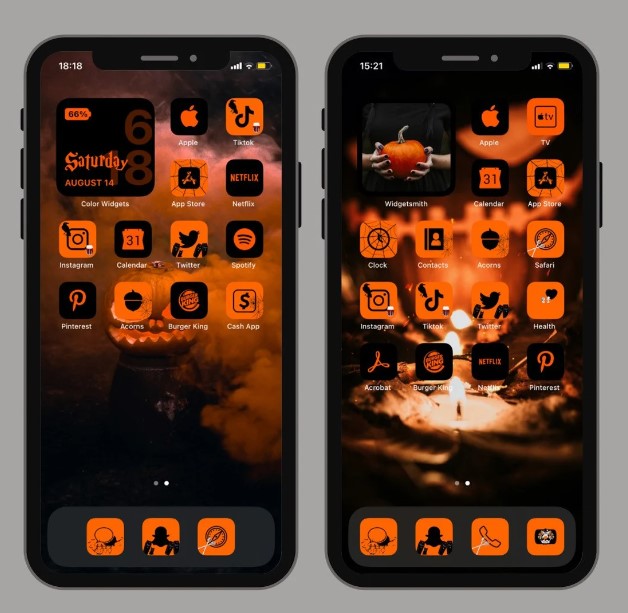 18:18
66%
6
18
Saturday
AUGUST 14
Color Widgets
Apple
Tiktok
App Store
NETFLIX
Netflix
Instagram
31
Calendar
Twitter
Spotify
Pinterest
Acorns
BURGER KING
Burger King
$
Cash App
15:21
Widgetsmith
Apple
tv
TV
31
Calendar
App Store
Clock
Contacts
Acorns
Safari
Instagram
Tiktok
Twitter
Health
Acrobat
BURGER KING
Burger King
NETFLIX
Netflix
Pinterest